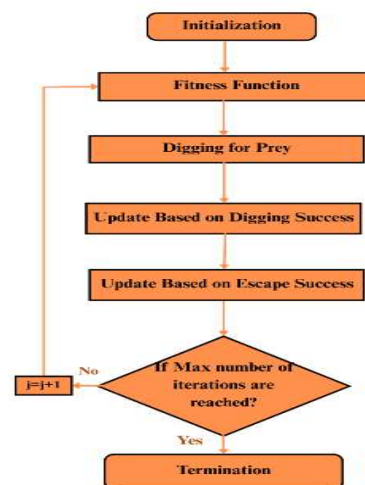 Initialization
Fitness Function
Digging for Prey
Update Based on Digging Success
Update Based on Escape Success
If Max number of
iterations are
reached?
No
j=j+1
Yes
Termination